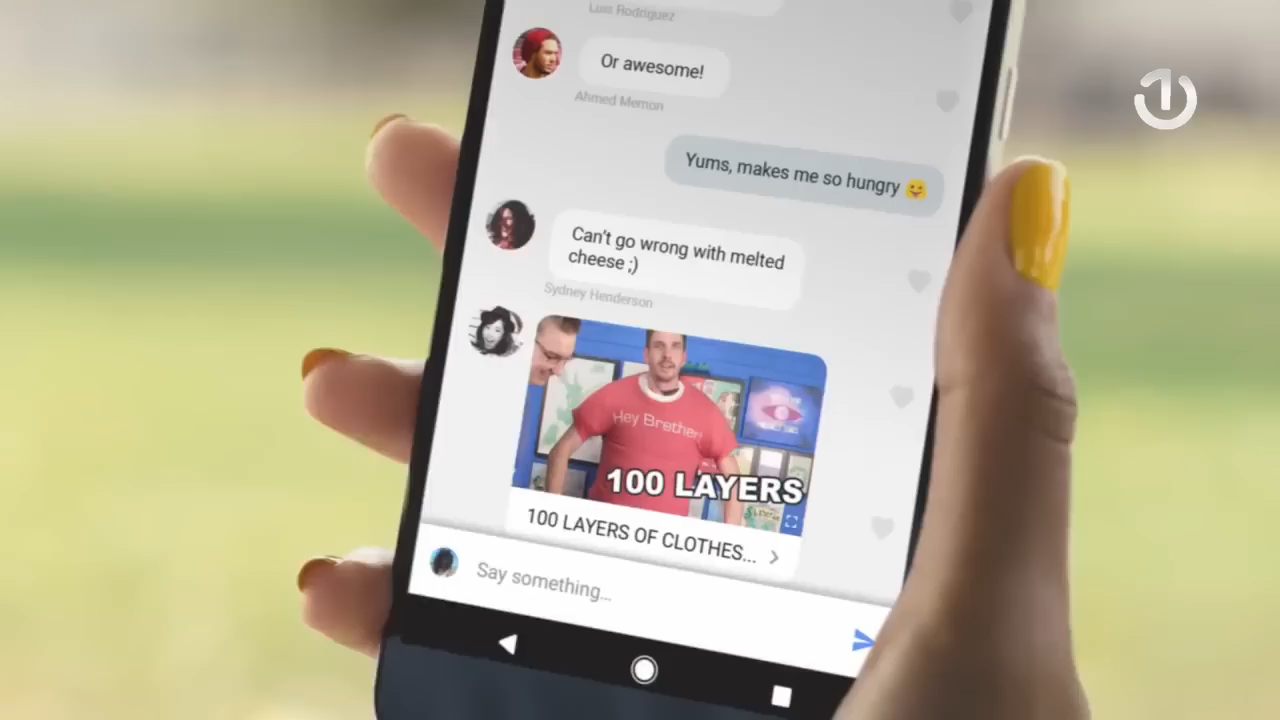 Luis Rodriguez
Or awesome!
Ahmed Memon
Yums, makes me so hungry 😛
Can't go wrong with melted
cheese ;)
Sydney Henderson
Hey Brother!
100 LAYERS
100 LAYERS OF CLOTHES...
Say something...